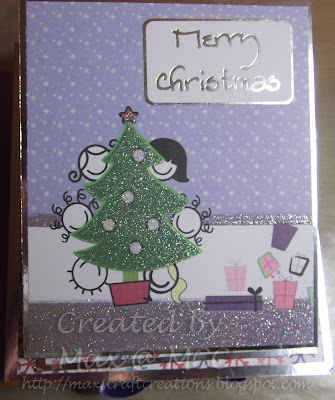 Merry
Christmas
Created by
Max @ MCC
http://maxscraftcreations.blogspot.com